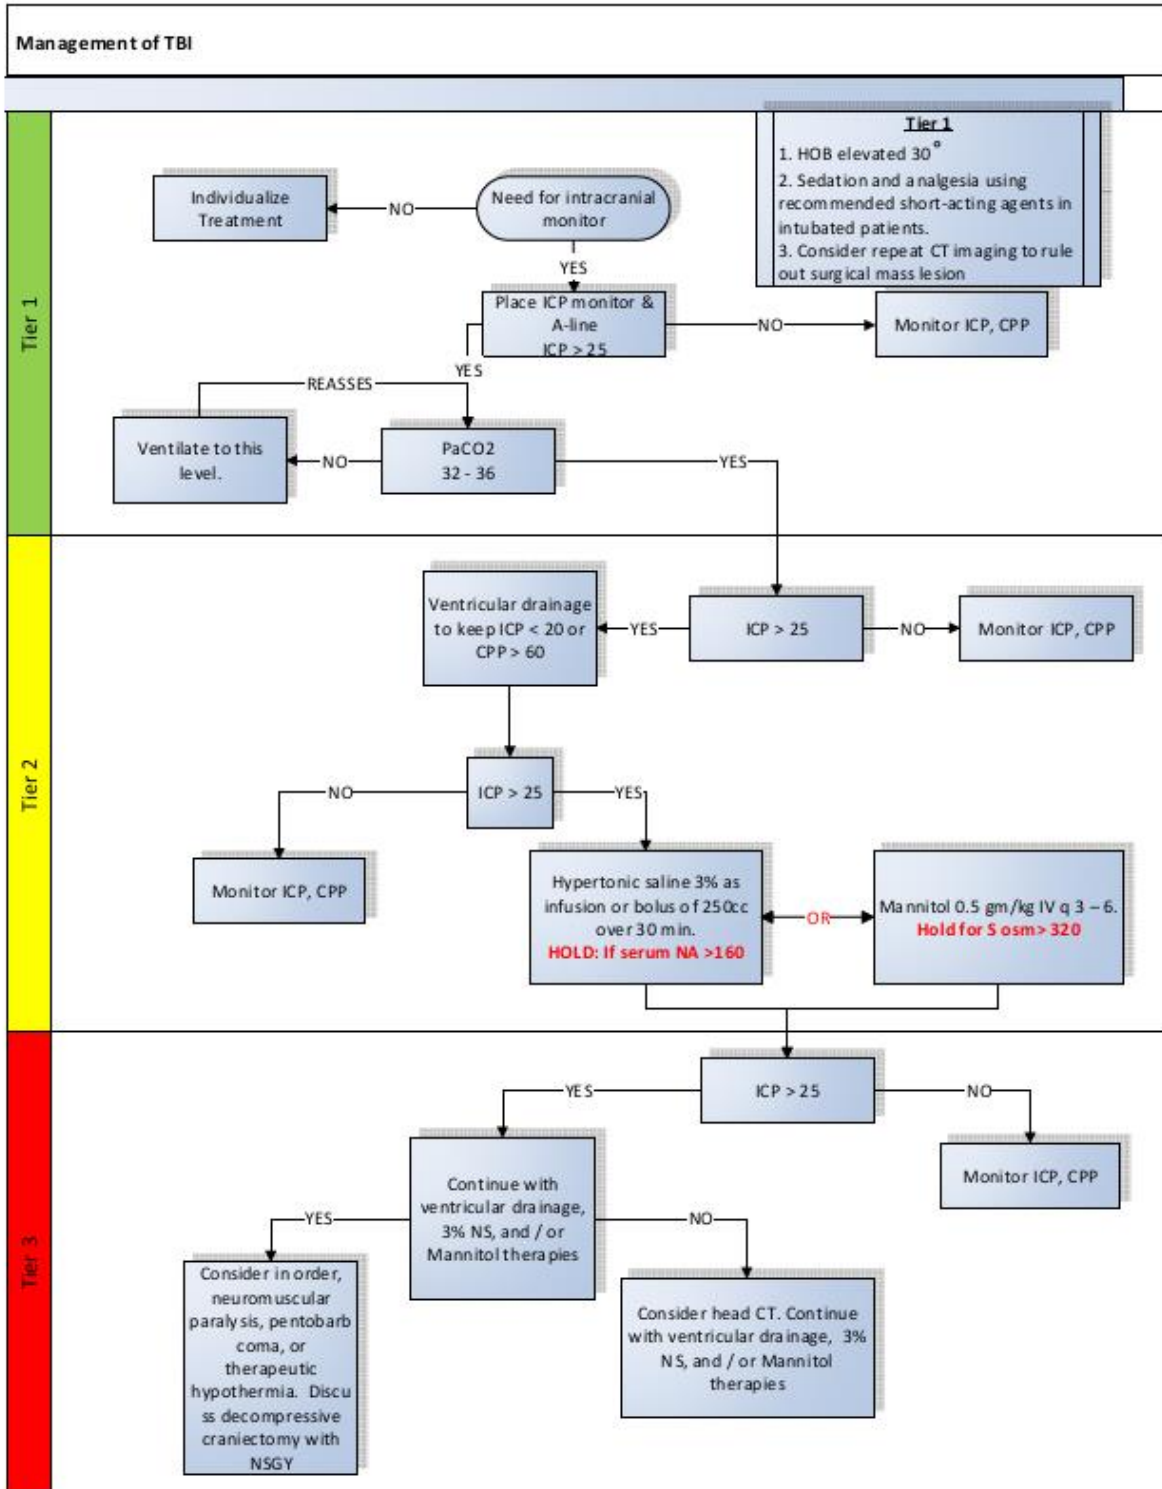 Management of TBI
Tier 1
Tier 1
1. HOB elevated 30°
2. Sedation and analgesia using
recommended short-acting agents in
intubated patients.
3. Consider repeat CT imaging to rule
out surgical mass lesion
Individualize
Treatment
NO
Need for intracranial
monitor
YES
Place ICP monitor &
A-line
ICP > 25
NO
Monitor ICP, CPP
YES
REASSES
Ventilate to this
level.
NO
PaCO2
32 - 36
YES
Tier 2
Ventricular drainage
to keep ICP < 20 or
CPP > 60
YES
ICP > 25
NO
Monitor ICP, CPP
NO
ICP > 25
YES
Monitor ICP, CPP
Hypertonic saline 3% as
infusion or bolus of 250cc
over 30 min.
HOLD: If serum NA >160
OR
Mannitol 0.5 gm/kg IV q 3 – 6.
Hold for S osm > 320
Tier 3
YES
ICP > 25
NO
Monitor ICP, CPP
Continue with
ventricular drainage,
3% NS, and / or
Mannitol therapies
YES
NO
Consider in order,
neuromuscular
paralysis, pentobarb
coma, or
therapeutic
hypothermia. Discu
ss decompressive
craniectomy with
NSGY
Consider head CT. Continue
with ventricular drainage, 3%
NS, and / or Mannitol
therapies